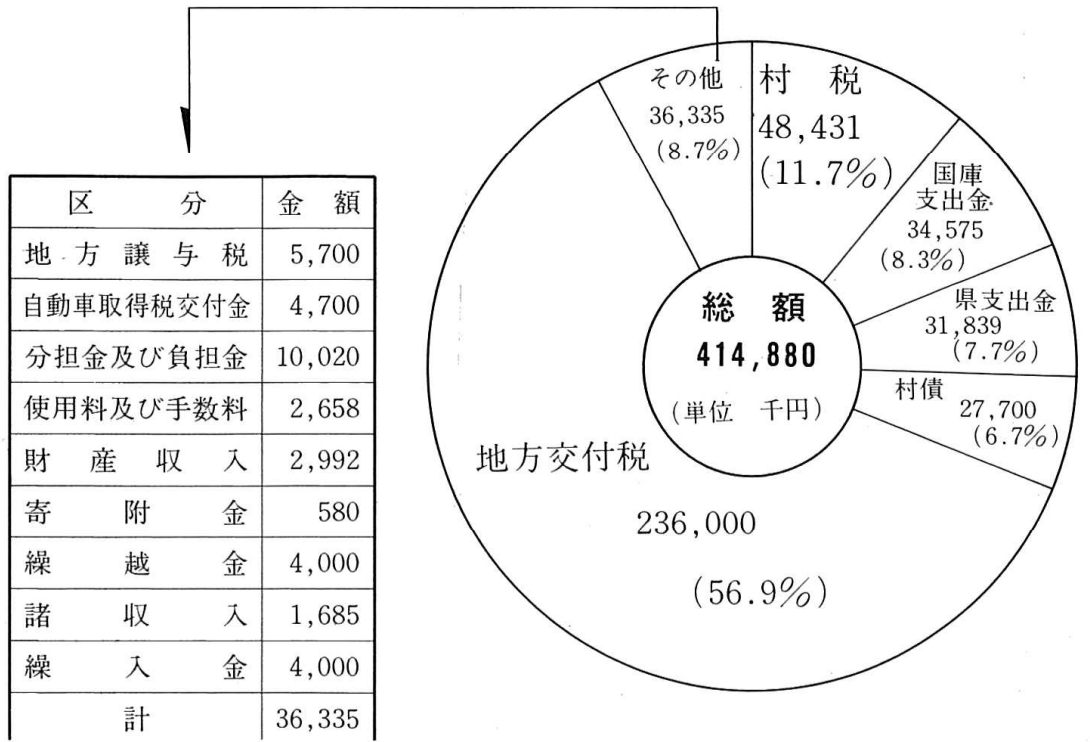 その他
36,335
(8.7%)
村税
48,431
(11.7%)
国庫
支出金
34,575
(8.3%)
県支出金
31,839
(7.7%)
村債
27,700
(6.7%)
地方交付税
236,000
(56.9%)
総額
414,880
(単位 千円)
区分 金額
地方譲与税 5,700
自動車取得税交付金 4,700
分担金及び負担金 10,020
使用料及び手数料 2,658
財産収入 2,992
寄附金 580
繰越金 4,000
諸収入 1,685
繰入金 4,000
計 36,335